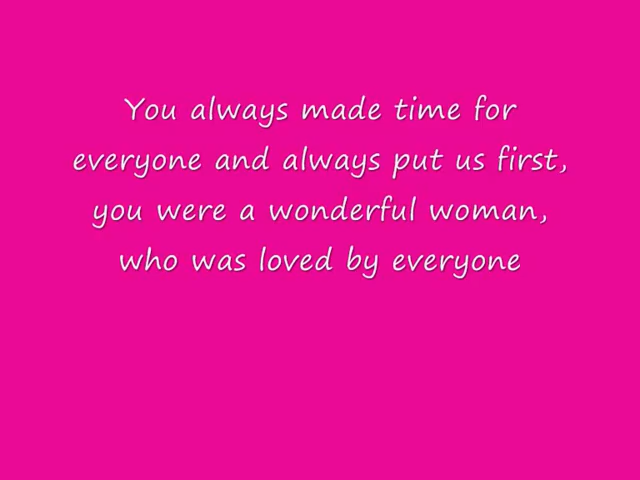 You always made time for
everyone and always put us first,
you were a wonderful woman,
who was loved by everyone